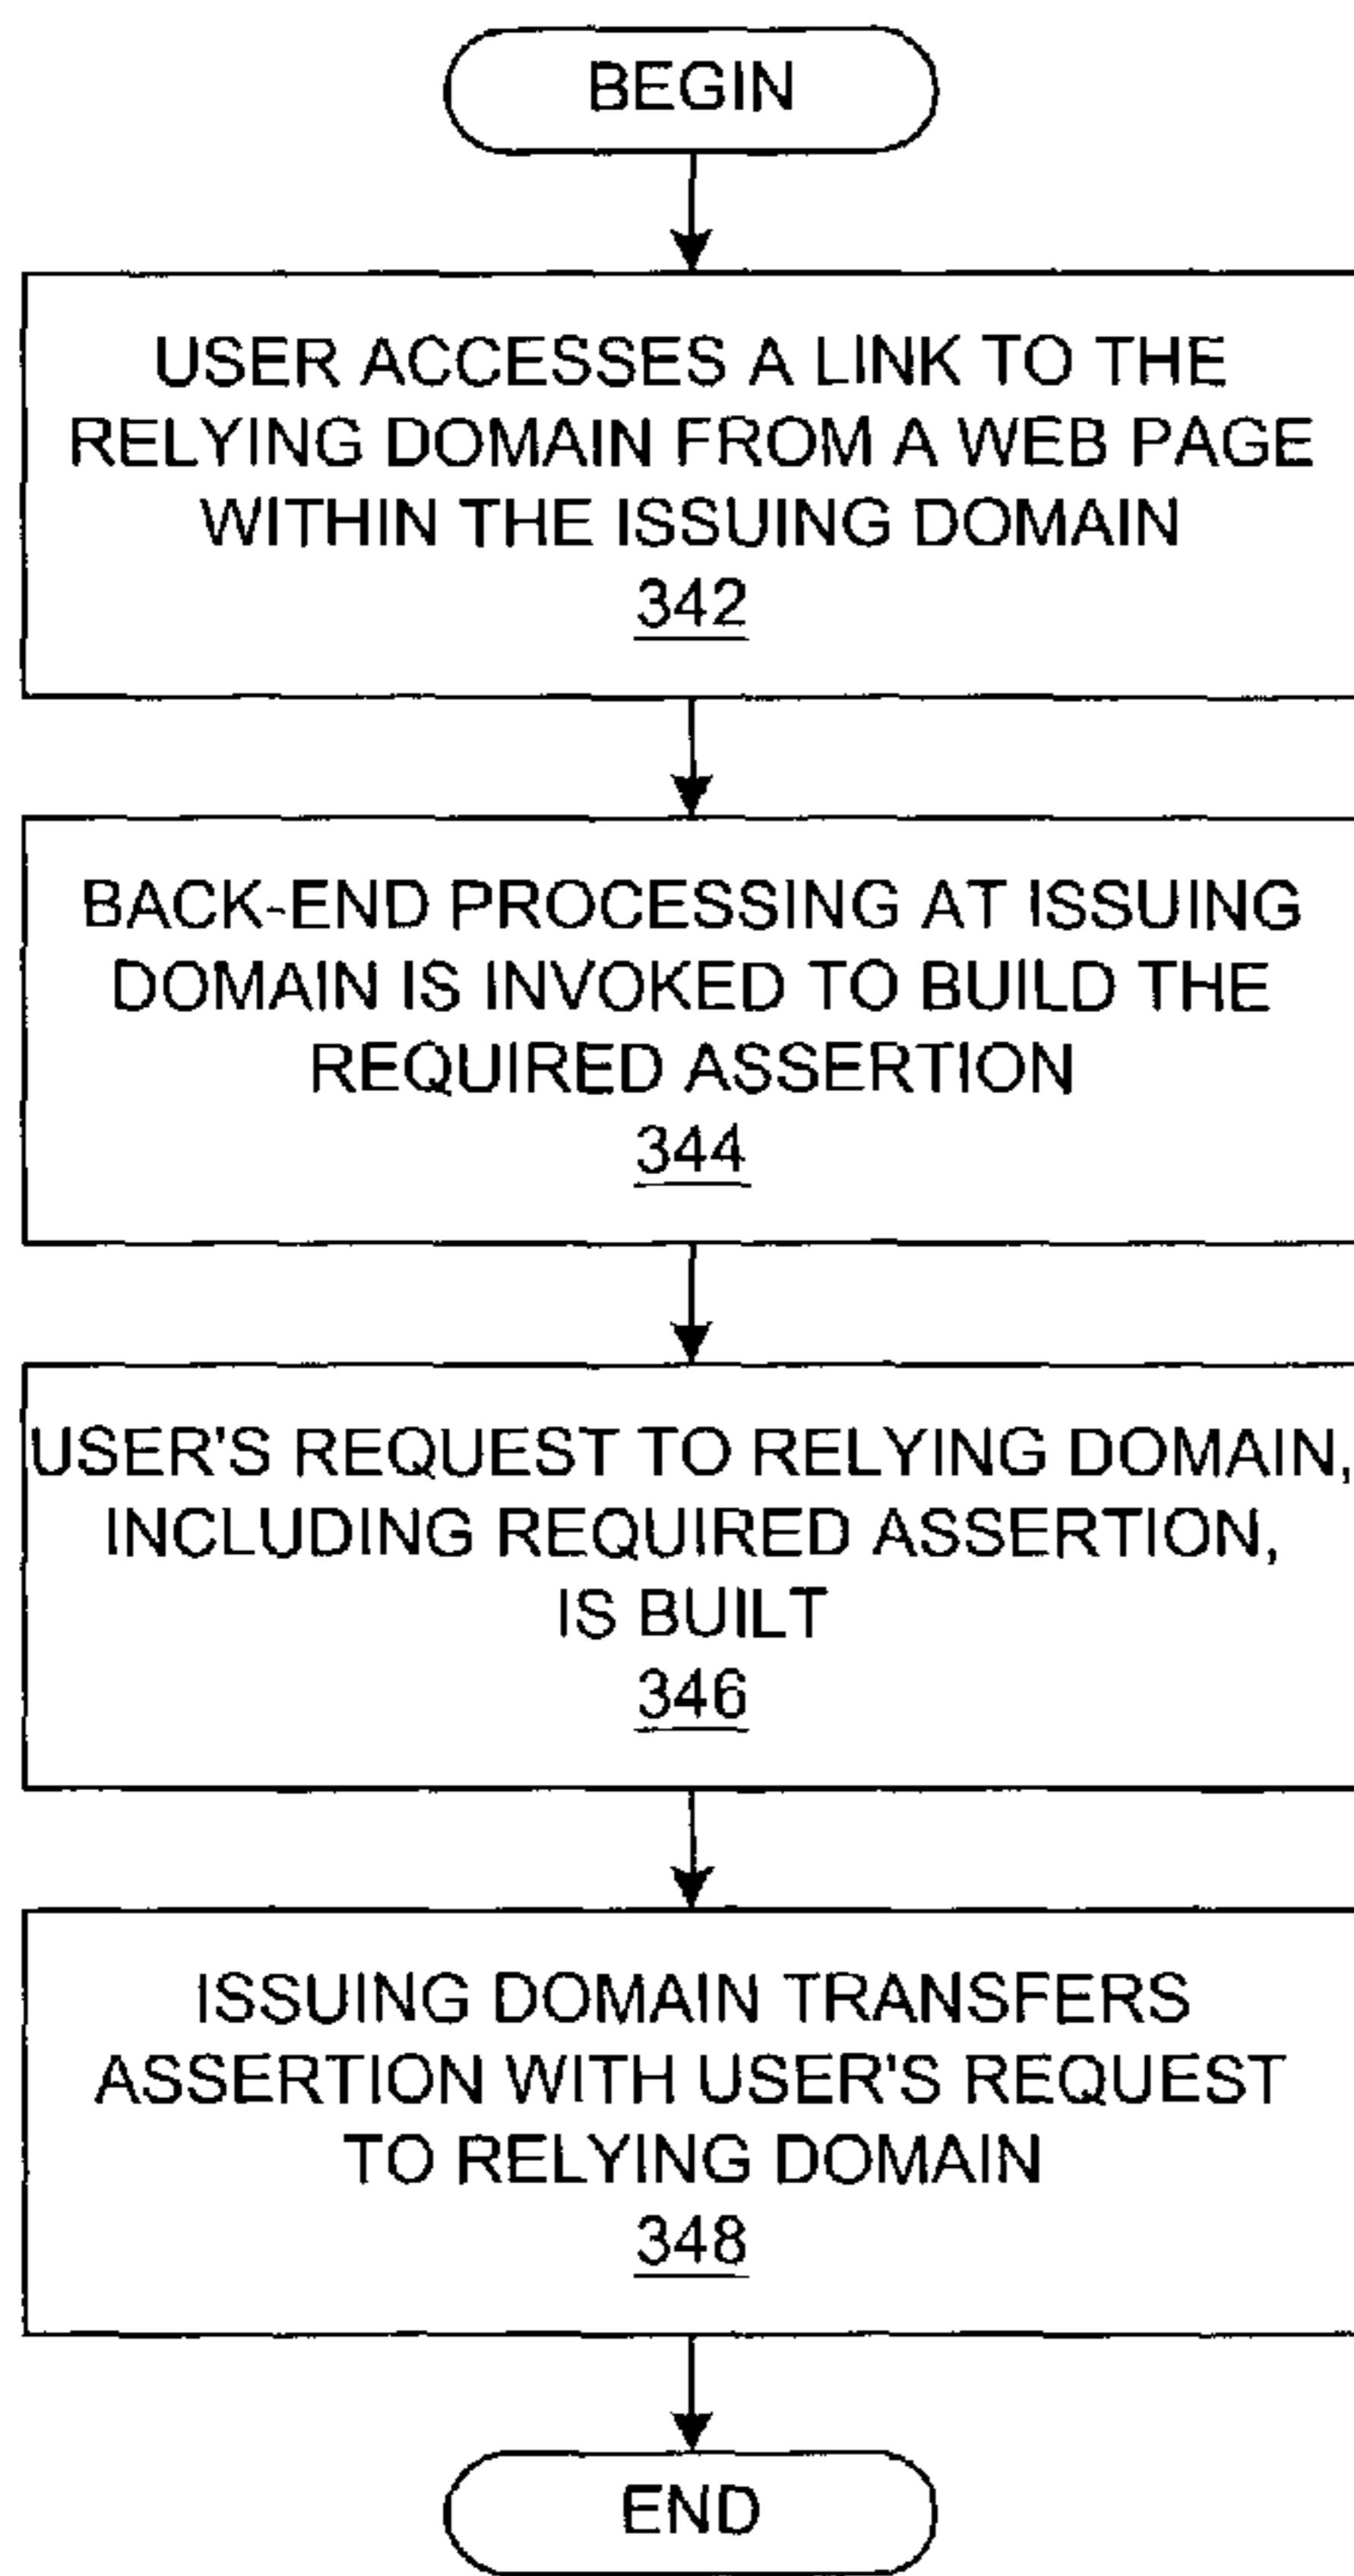 BEGIN
USER ACCESSES A LINK TO THE
RELYING DOMAIN FROM A WEB PAGE
WITHIN THE ISSUING DOMAIN
342
BACK-END PROCESSING AT ISSUING
DOMAIN IS INVOKED TO BUILD THE
REQUIRED ASSERTION
344
USER'S REQUEST TO RELYING DOMAIN,
INCLUDING REQUIRED ASSERTION,
IS BUILT
346
ISSUING DOMAIN TRANSFERS
ASSERTION WITH USER'S REQUEST
TO RELYING DOMAIN
348
END